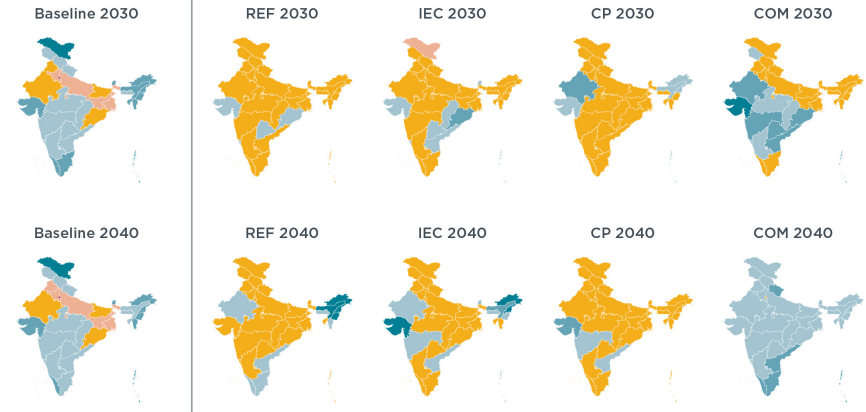 Baseline 2030
REF 2030
IEC 2030
CP 2030
COM 2030
Baseline 2040
REF 2040
IEC 2040
CP 2040
COM 2040